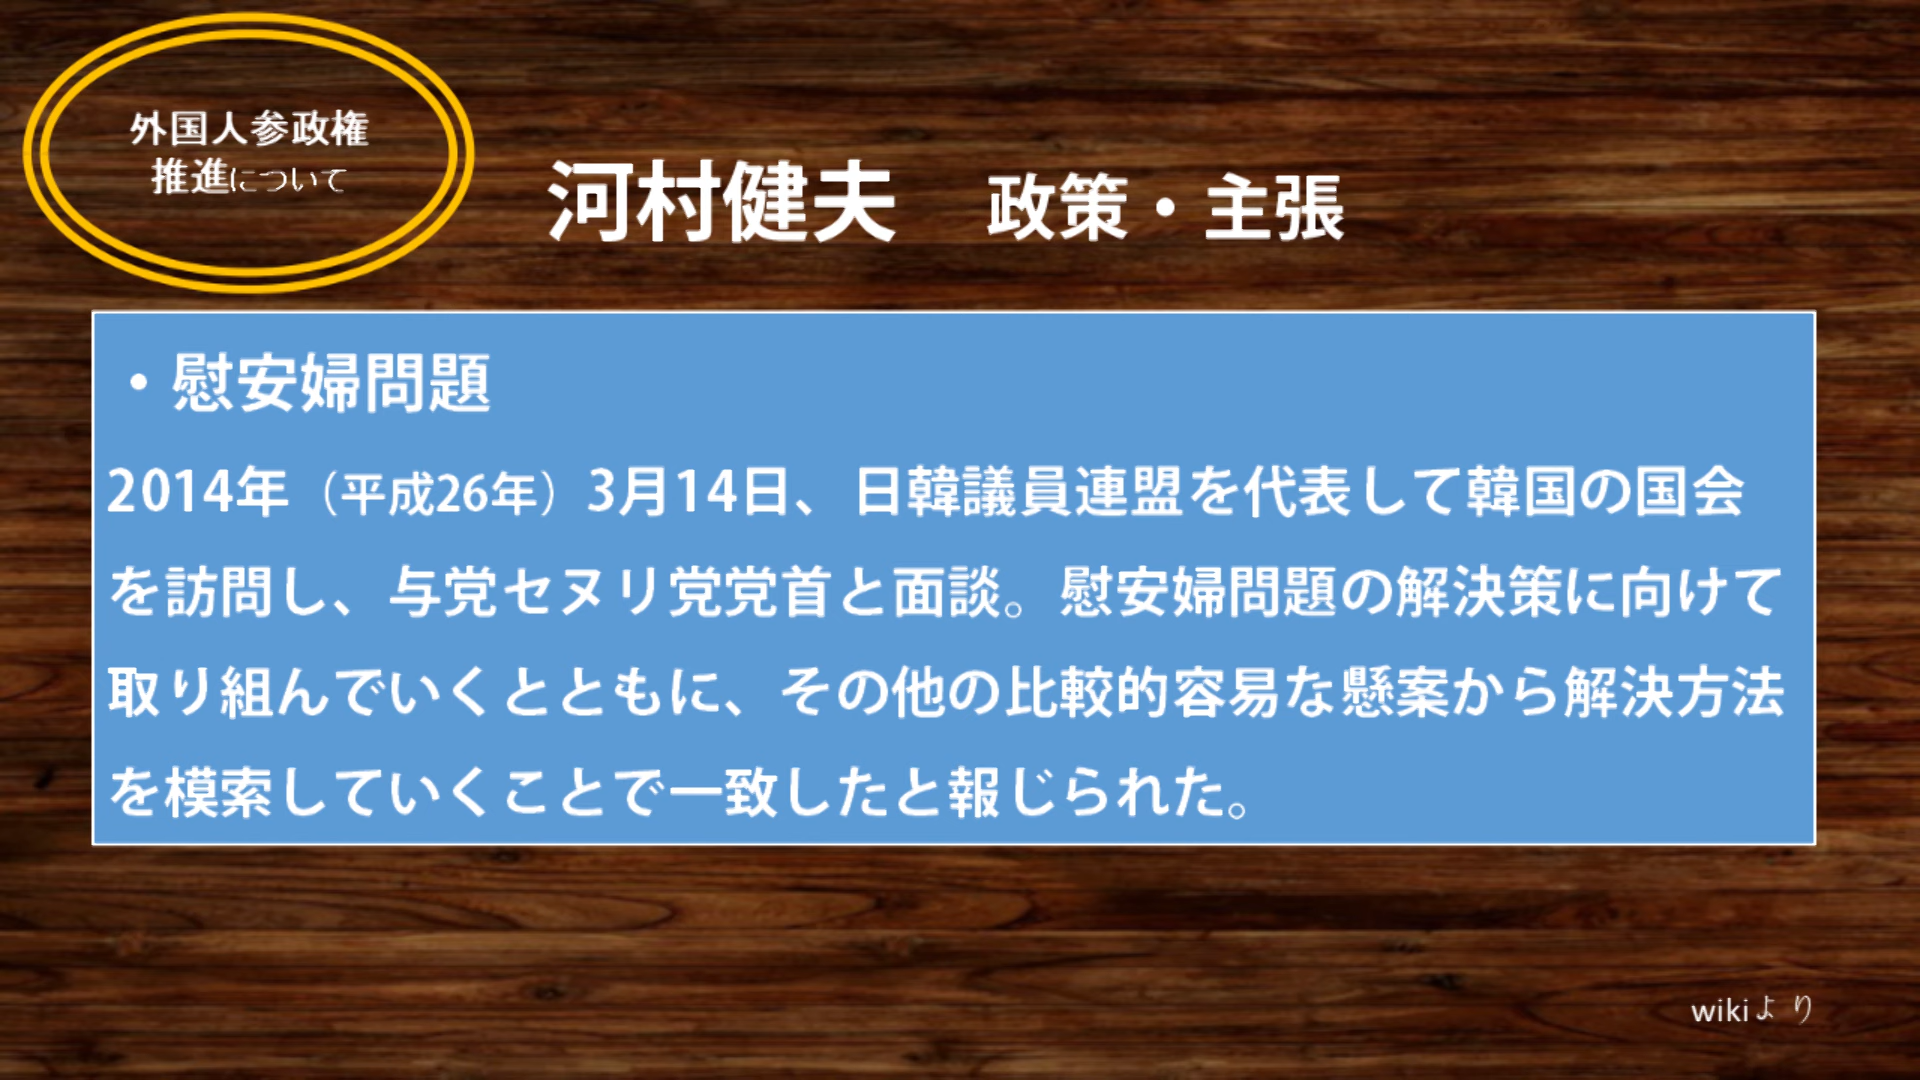 外国人参政権
推進について
河村健夫　政策・主張
・慰安婦問題
2014年（平成26年）3月14日、日韓議員連盟を代表して韓国の国会
を訪問し、与党セヌリ党党首と面談。慰安婦問題の解決策に向けて
取り組んでいくとともに、その他の比較的容易な懸案から解決方法
を模索していくことで一致したと報じられた。
wikiより